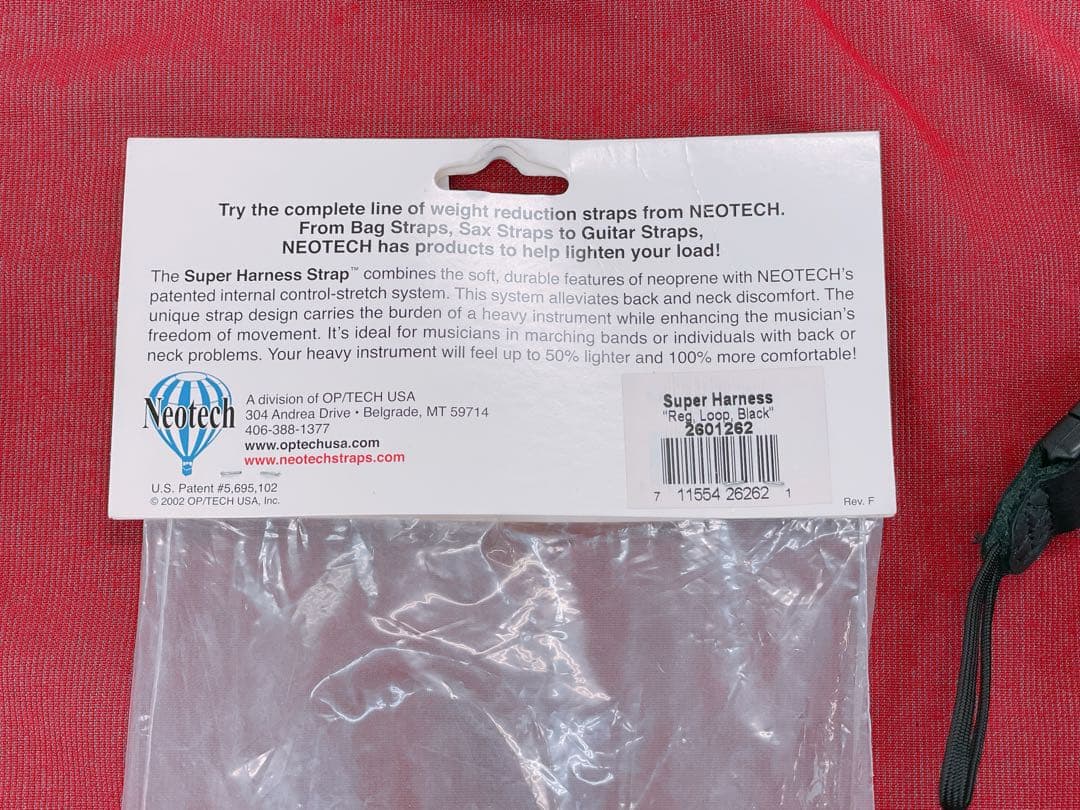 Try the complete line of weight reduction straps from NEOTECH.
From Bag Straps, Sax Straps to Guitar Straps,
NEOTECH has products to help lighten your load!
The Super Harness Strap™ combines the soft, durable features of neoprene with NEOTECH's
patented internal control-stretch system. This system alleviates back and neck discomfort. The
unique strap design carries the burden of a heavy instrument while enhancing the musician's
freedom of movement. It's ideal for musicians in marching bands or individuals with back or
neck problems. Your heavy instrument will feel up to 50% lighter and 100% more comfortable!
Neotech
A division of OP/TECH USA
304 Andrea Drive • Belgrade, MT 59714
406-388-1377
www.optechusa.com
www.neotechstraps.com
U.S. Patent #5,695,102
© 2002 OP/TECH USA, Inc.
Super Harness
"Reg, Loop, Black"
2601262
7 11554 26262 1
Rev. F